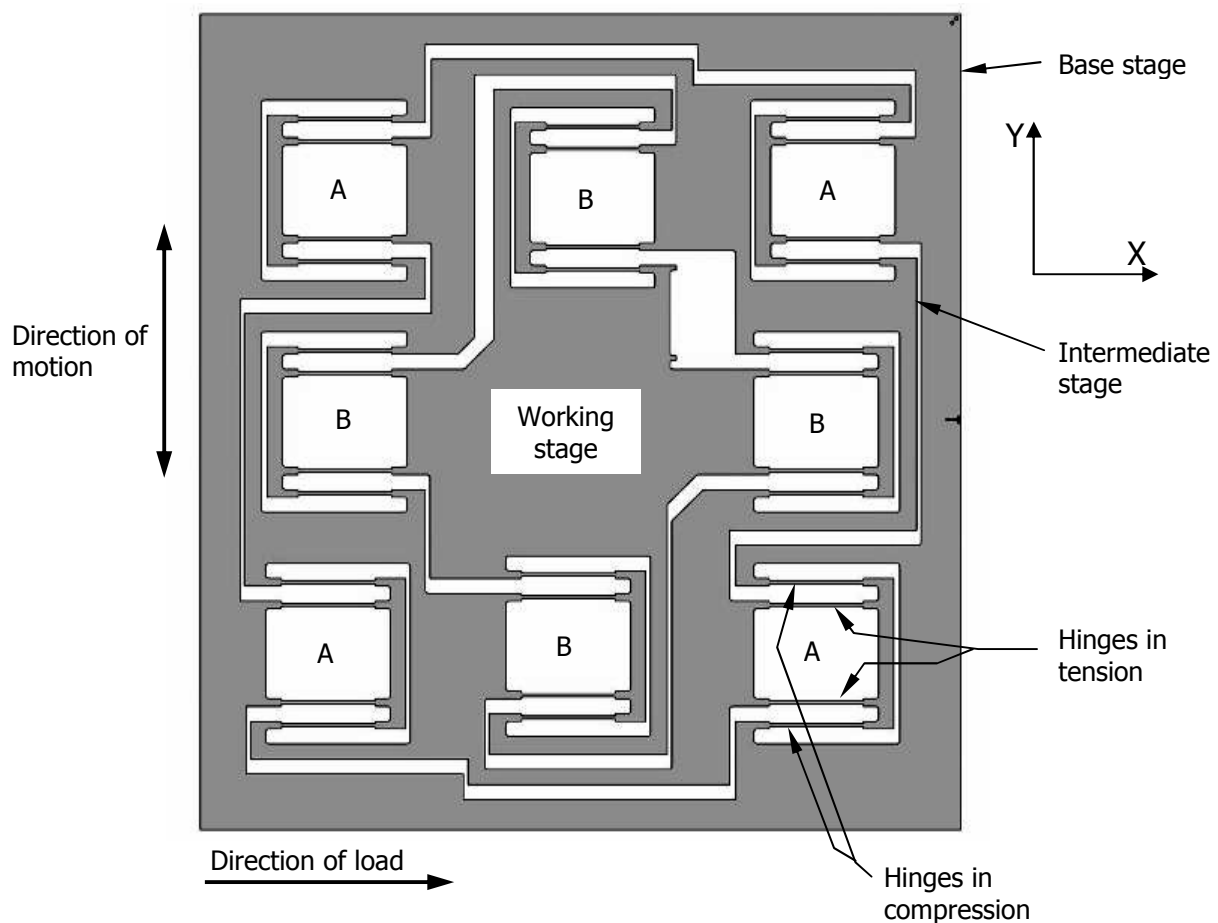 Base stage
Y
X
A
B
A
Direction of
motion
Intermediate
stage
B
Working
stage
B
A
B
A
Hinges in
tension
Direction of load
Hinges in
compression